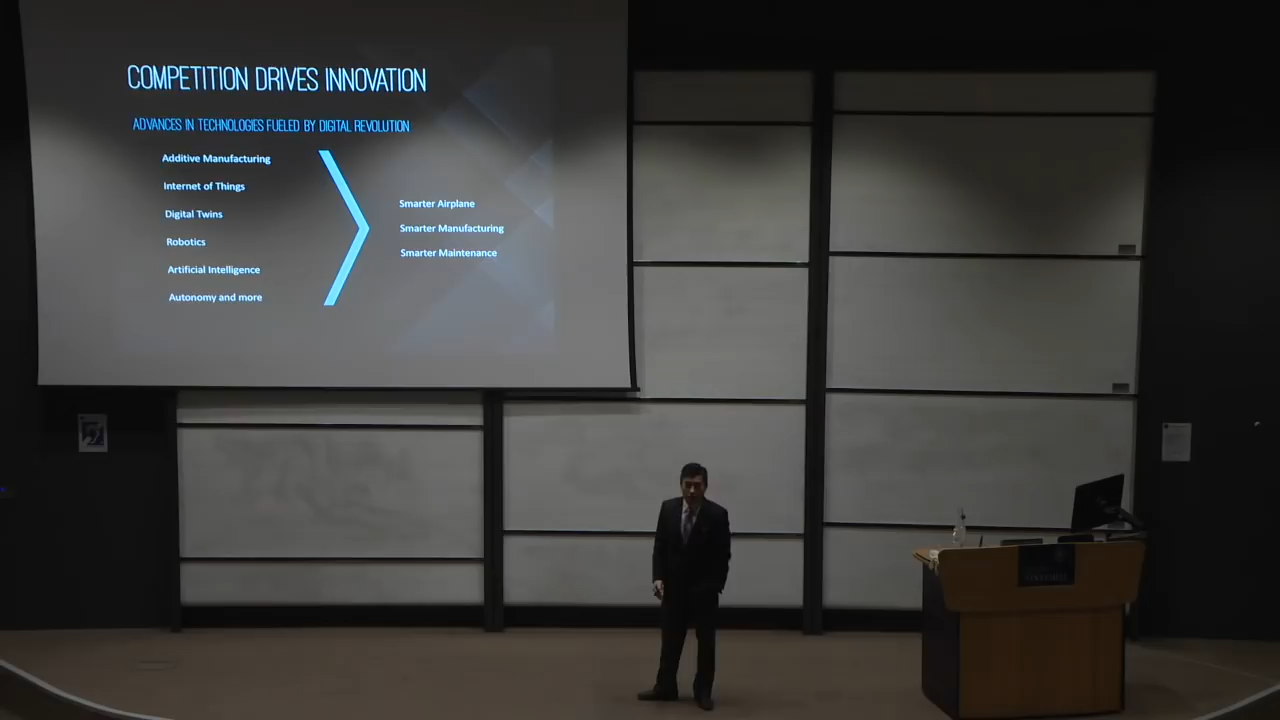 COMPETITION DRIVES INNOVATION
ADVANCES IN TECHNOLOGIES FUELED BY DIGITAL REVOLUTION
Additive Manufacturing
Internet of Things
Digital Twins
Robotics
Artificial Intelligence
Autonomy and more
Smarter Airplane
Smarter Manufacturing
Smarter Maintenance